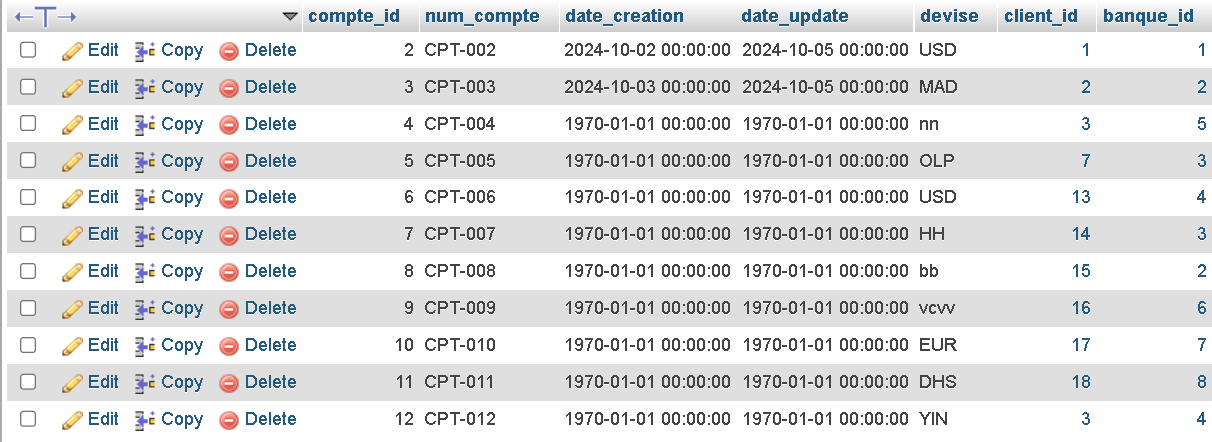 compte_id num_compte date_creation date_update devise client_id banque_id
Edit Copy Delete 2 CPT-002 2024-10-02 00:00:00 2024-10-05 00:00:00 USD 1 1
Edit Copy Delete 3 CPT-003 2024-10-03 00:00:00 2024-10-05 00:00:00 MAD 2 2
Edit Copy Delete 4 CPT-004 1970-01-01 00:00:00 1970-01-01 00:00:00 nn 3 5
Edit Copy Delete 5 CPT-005 1970-01-01 00:00:00 1970-01-01 00:00:00 OLP 7 3
Edit Copy Delete 6 CPT-006 1970-01-01 00:00:00 1970-01-01 00:00:00 USD 13 4
Edit Copy Delete 7 CPT-007 1970-01-01 00:00:00 1970-01-01 00:00:00 HH 14 3
Edit Copy Delete 8 CPT-008 1970-01-01 00:00:00 1970-01-01 00:00:00 bb 15 2
Edit Copy Delete 9 CPT-009 1970-01-01 00:00:00 1970-01-01 00:00:00 vcvv 16 6
Edit Copy Delete 10 CPT-010 1970-01-01 00:00:00 1970-01-01 00:00:00 EUR 17 7
Edit Copy Delete 11 CPT-011 1970-01-01 00:00:00 1970-01-01 00:00:00 DHS 18 8
Edit Copy Delete 12 CPT-012 1970-01-01 00:00:00 1970-01-01 00:00:00 YIN 3 4